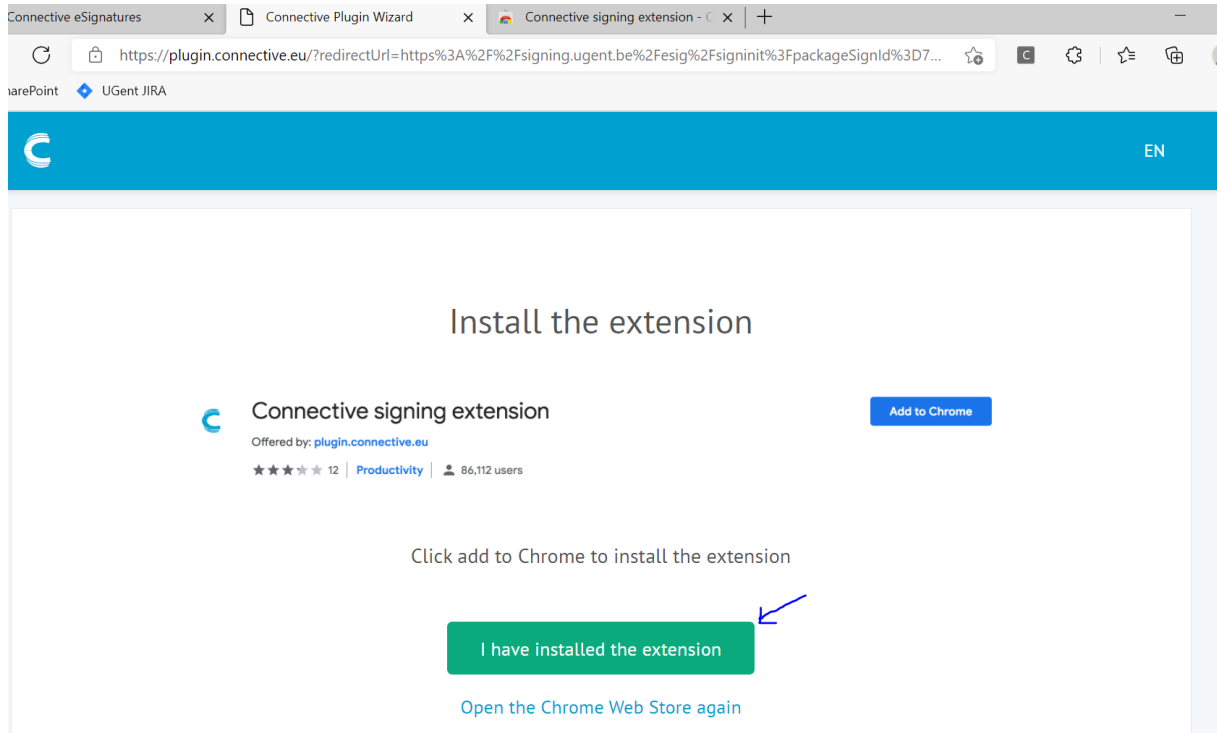 Connective eSignatures Connective Plugin Wizard Connective signing extension - C
https://plugin.connective.eu/?redirectUrl=https%3A%2F%2Fsigning.ugent.be%2Fesig%2Fsigninit%3FpackageSignId%3D7... C
harePoint UGent JIRA
C EN
Install the extension
C Connective signing extension Add to Chrome
Offered by: plugin.connective.eu
12 Productivity 86,112 users
Click add to Chrome to install the extension
I have installed the extension
Open the Chrome Web Store again